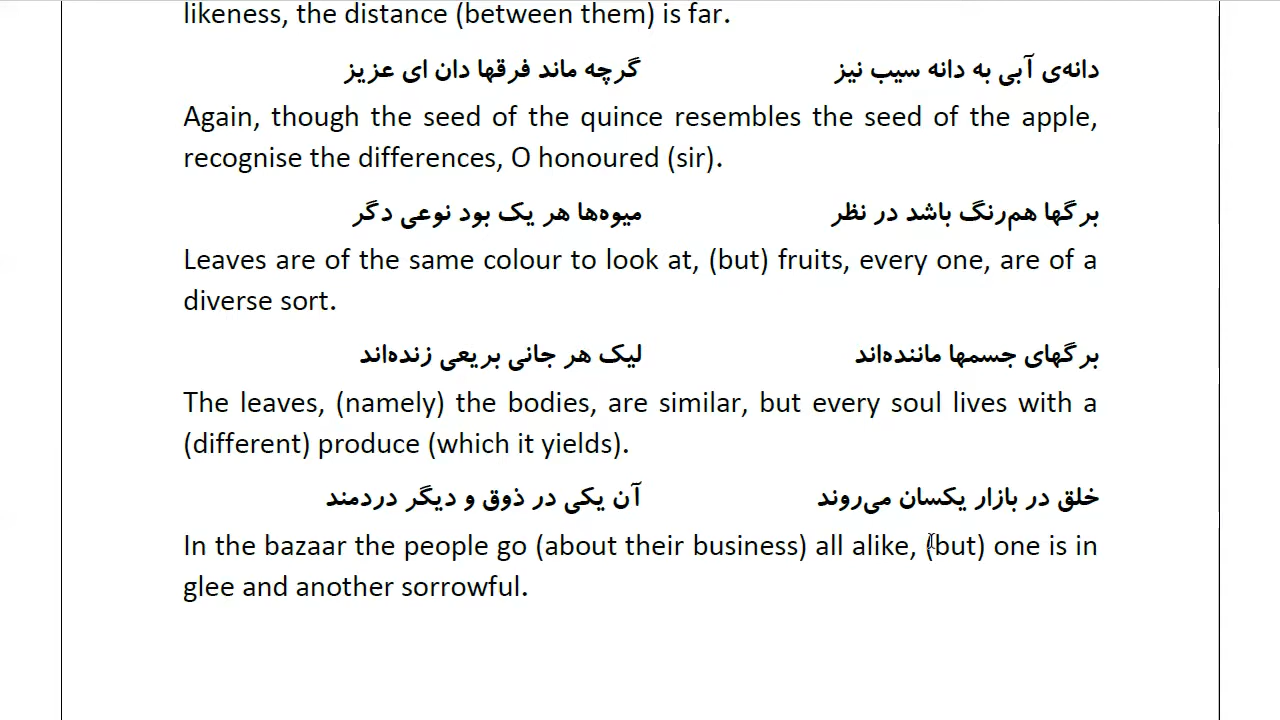 likeness, the distance (between them) is far.
دانه‌ی آبی به دانه سیب نیز گرچه ماند فرقها دان ای عزیز
Again, though the seed of the quince resembles the seed of the apple,
recognise the differences, O honoured (sir).
برگها هم‌رنگ باشد در نظر میوه‌ها هر یک بود نوعی دگر
Leaves are of the same colour to look at, (but) fruits, every one, are of a
diverse sort.
برگهای جسمها ماننده‌اند لیک هر جانی بریعی زنده‌اند
The leaves, (namely) the bodies, are similar, but every soul lives with a
(different) produce (which it yields).
خلق در بازار یکسان می‌روند آن یکی در ذوق و دیگر دردمند
In the bazaar the people go (about their business) all alike, (but) one is in
glee and another sorrowful.